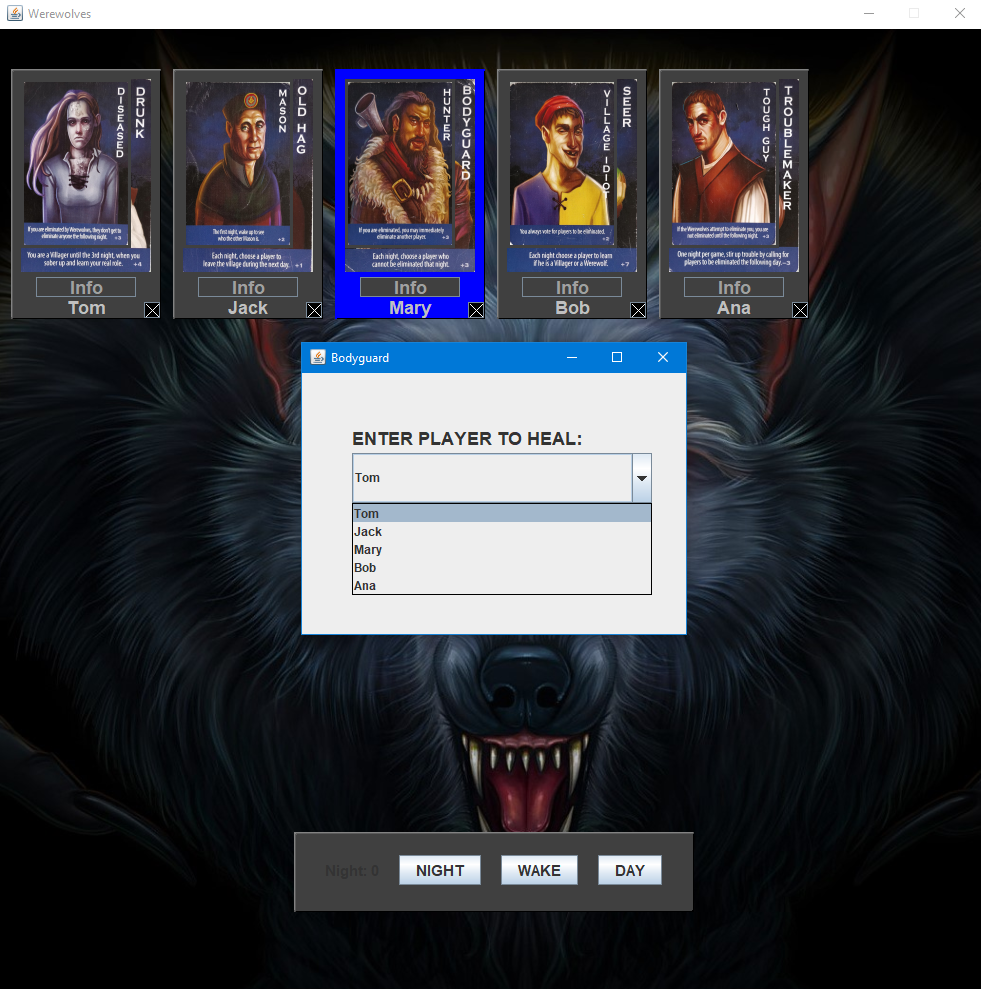 Werewolves
DISEASED
DRUNK
If you are eliminated by Werewolves, they don't get to
eliminate anyone the following night. +3
You are a Villager until the 3rd night, when you
sober up and learn your real role. +4
Info
Tom
MASON
OLD HAG
The first night, wake up to see
who the other Mason is. +2
Each night, choose a player to
leave the village during the next day. +1
Info
Jack
HUNTER
BODYGUARD
If you are eliminated, you may immediately
eliminate another player. +3
Each night, choose a player who
cannot be eliminated that night. +3
Info
Mary
VILLAGE IDIOT
SEER
You always vote for players to be eliminated.
+2
Each night choose a player to learn
if he is a Villager or a Werewolf. +7
Info
Bob
TOUGH GUY
TROUBLEMAKER
If the Werewolves attempt to eliminate you, you are
not eliminated until the following night. +3
One night per game, stir up trouble by calling for
players to be eliminated the following day. -3
Info
Ana
Bodyguard
ENTER PLAYER TO HEAL:
Tom
Tom
Jack
Mary
Bob
Ana
Night: 0 NIGHT WAKE DAY